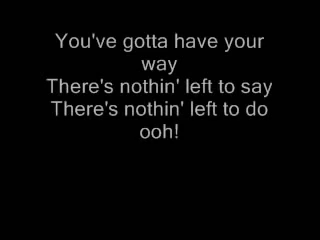 You've gotta have your
way
There's nothin' left to say
There's nothin' left to do
ooh!